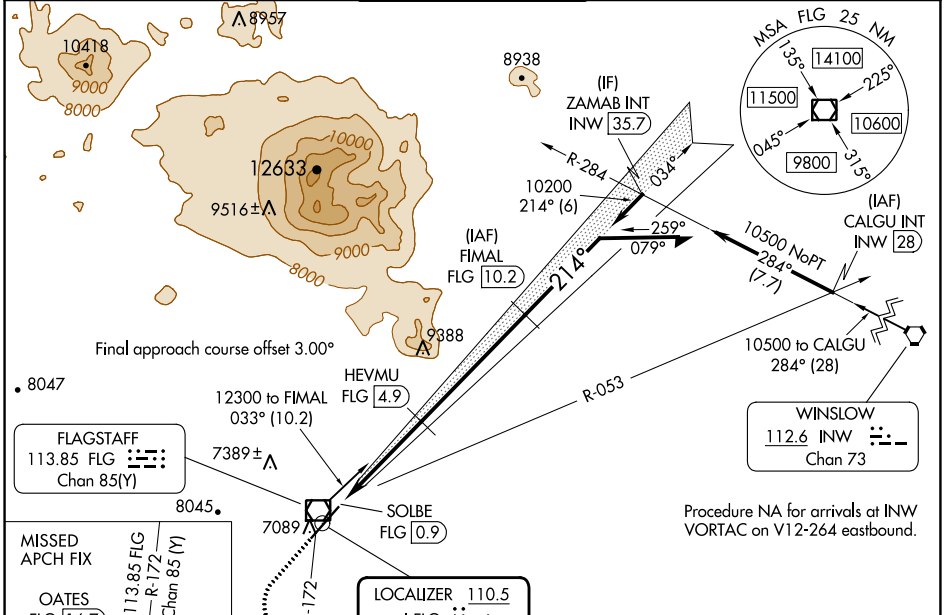 8957
10418
9000
8000
8938
10000
12633
9516±
9000
8000
9388
MSA FLG 25 NM
135°
14100
225°
11500
10600
045°
9800
315°
(IF)
ZAMAB INT
INW 35.7
R-284
034°
10200
214° (6)
259°
079°
(IAF)
CALGU INT
INW 28
10500 NoPT
284°
(7.7)
(IAF)
FIMAL
FLG 10.2
214°
10500 to CALGU
284° (28)
Final approach course offset 3.00°
HEVMU
FLG 4.9
R-053
8047
12300 to FIMAL
033° (10.2)
WINSLOW
112.6 INW
Chan 73
FLAGSTAFF
113.85 FLG
Chan 85(Y)
7389±
8045
7089
SOLBE
FLG 0.9
Procedure NA for arrivals at INW
VORTAC on V12-264 eastbound.
MISSED
APCH FIX
OATES
113.85 FLG
R-172
Chan 85 (Y)
-172
LOCALIZER 110.5